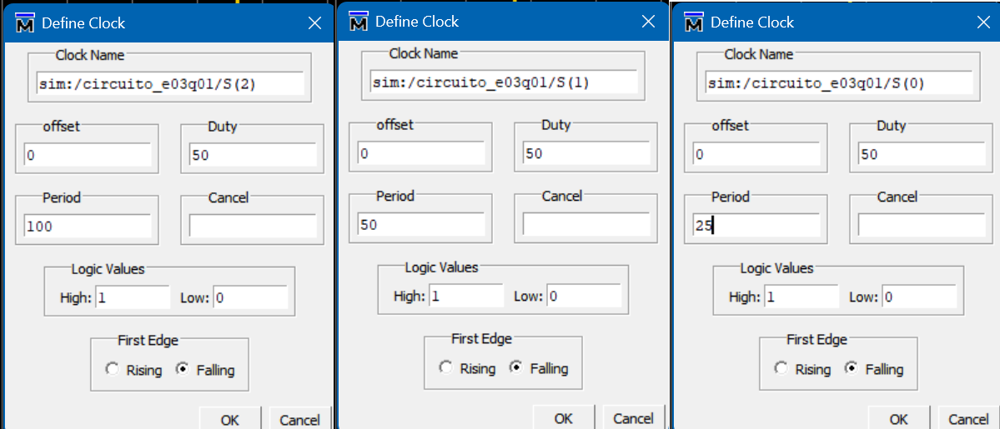 Define Clock
Clock Name
sim:/circuito_e03q01/S(2)
offset Duty
0 50
Period Cancel
100
Logic Values
High: 1 Low: 0
First Edge
Rising Falling
OK Cancel
Define Clock
Clock Name
sim:/circuito_e03q01/S(1)
offset Duty
0 50
Period Cancel
50
Logic Values
High: 1 Low: 0
First Edge
Rising Falling
OK Cancel
Define Clock
Clock Name
sim:/circuito_e03q01/S(0)
offset Duty
0 50
Period Cancel
25
Logic Values
High: 1 Low: 0
First Edge
Rising Falling
OK Cancel